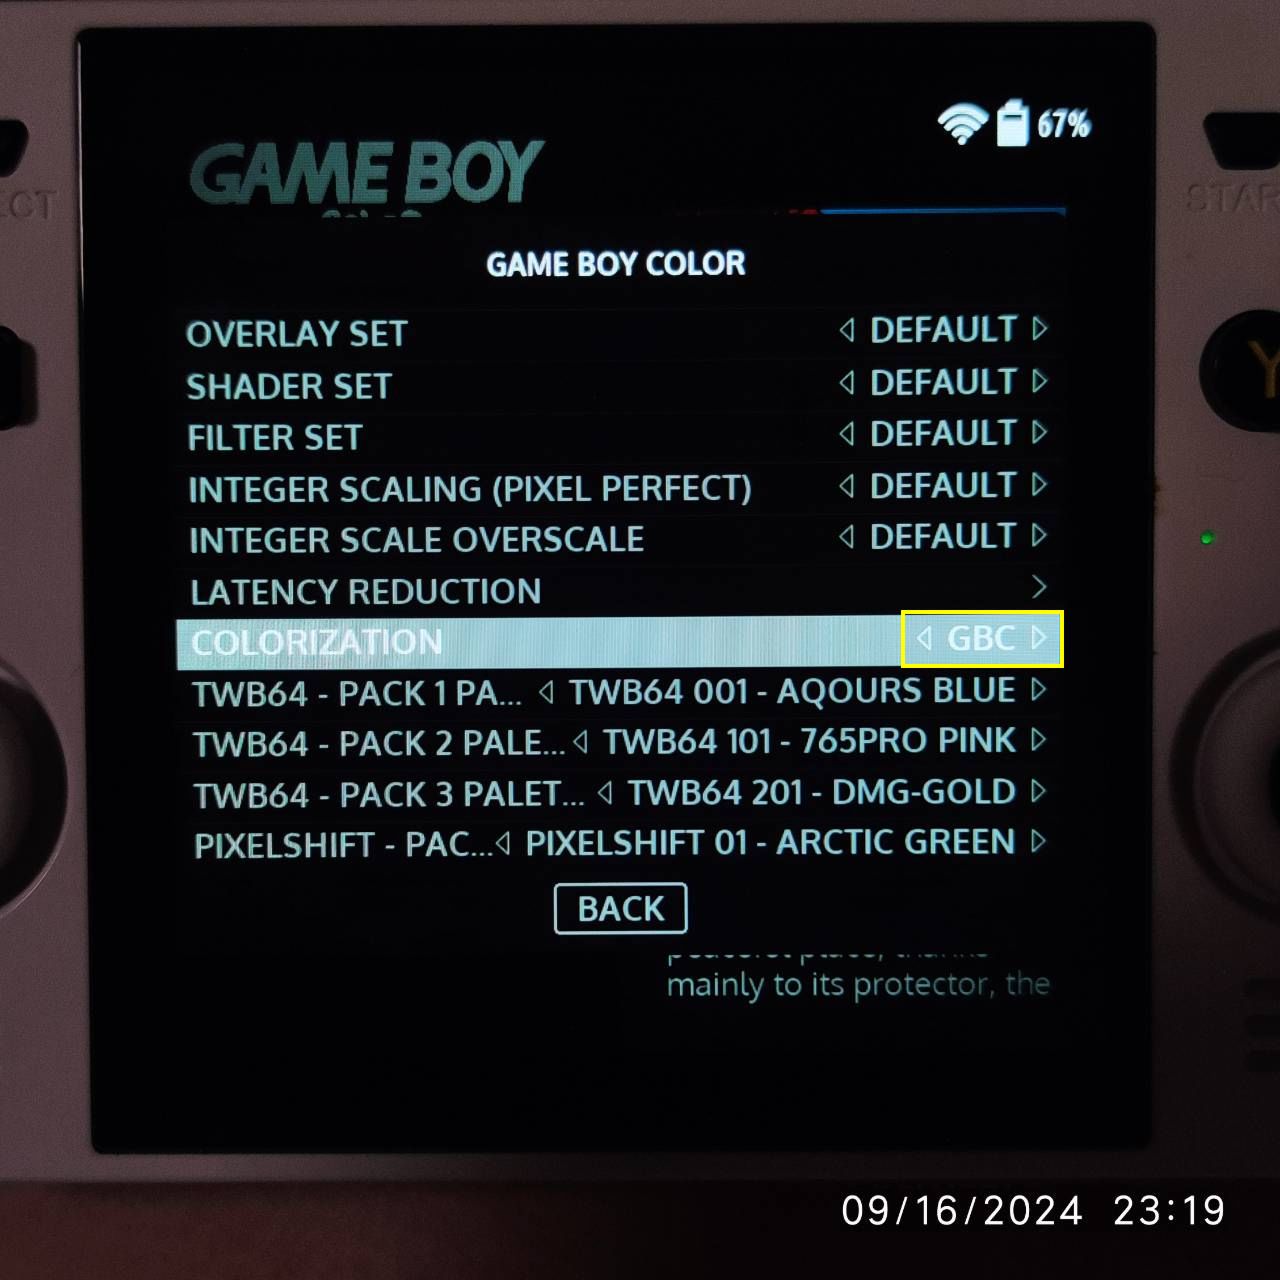 67%
GAME BOY
GAME BOY COLOR
OVERLAY SET DEFAULT
SHADER SET DEFAULT
FILTER SET DEFAULT
INTEGER SCALING (PIXEL PERFECT) DEFAULT
INTEGER SCALE OVERSCALE DEFAULT
LATENCY REDUCTION
COLORIZATION GBC
TWB64 - PACK 1 PA... TWB64 001 - AQOURS BLUE
TWB64 - PACK 2 PALE... TWB64 101 - 765PRO PINK
TWB64 - PACK 3 PALET... TWB64 201 - DMG-GOLD
PIXELSHIFT - PAC... PIXELSHIFT 01 - ARCTIC GREEN
BACK
mainly to its protector, the
Y
09/16/2024 23:19